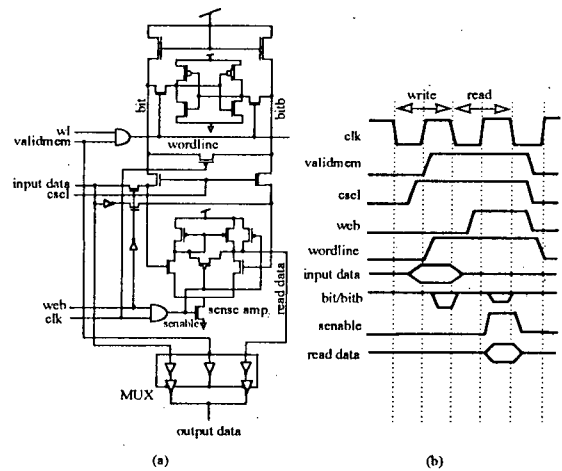 bit
bitb
wl
validmem
wordline
input data
csel
read data
web
clk
sense amp.
senable
MUX
output data
(a)
write read
clk
validmem
csel
web
wordline
input data
bit/bitb
senable
read data
(b)